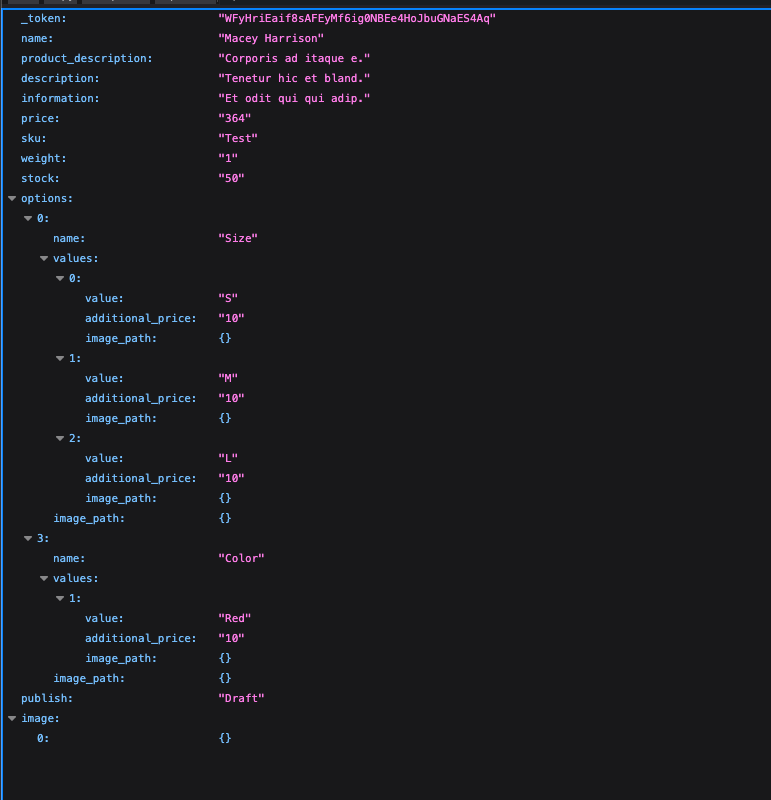 _token: "WFyHriEaif8sAFEyMf6ig0NBEe4HoJbuGNaES4Aq"
name: "Macey Harrison"
product_description: "Corporis ad itaque e."
description: "Tenetur hic et bland."
information: "Et odit qui qui adip."
price: "364"
sku: "Test"
weight: "1"
stock: "50"
options:
0:
name: "Size"
values:
0:
value: "S"
additional_price: "10"
image_path: {}
1:
value: "M"
additional_price: "10"
image_path: {}
2:
value: "L"
additional_price: "10"
image_path: {}
image_path: {}
3:
name: "Color"
values:
1:
value: "Red"
additional_price: "10"
image_path: {}
image_path: {}
publish: "Draft"
image:
0: {}